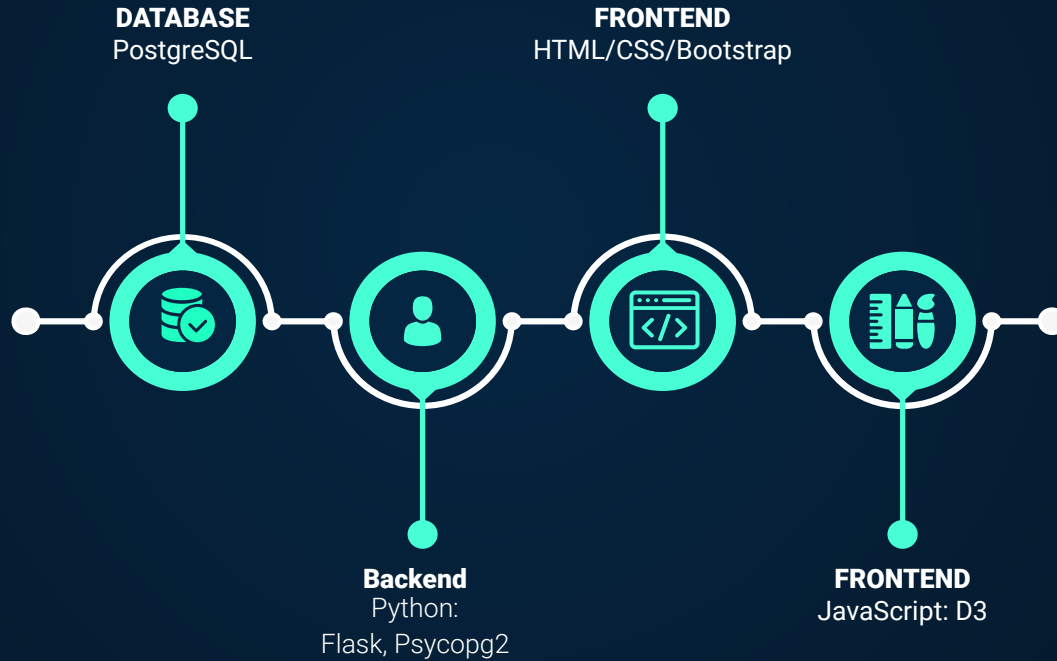 DATABASE
PostgreSQL
FRONTEND
HTML/CSS/Bootstrap
Backend
Python:
Flask, Psycopg2
FRONTEND
JavaScript: D3